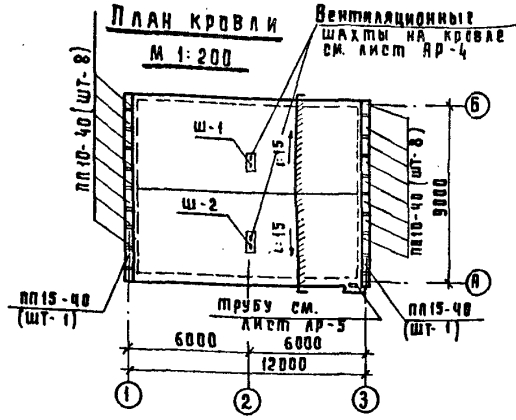 План кровли
М 1:200
Вентиляционные
шахты на кровле
см. лист АР-4
ПП10-40 (шт-8)
Ш-1
i:15
Б
ПП10-40 (шт-8)
9000
Ш-2
i:15
А
ПП15-40
(шт-1)
трубу см.
лист АР-5
ПП15-40
(шт-1)
6000
6000
12000
1
2
3